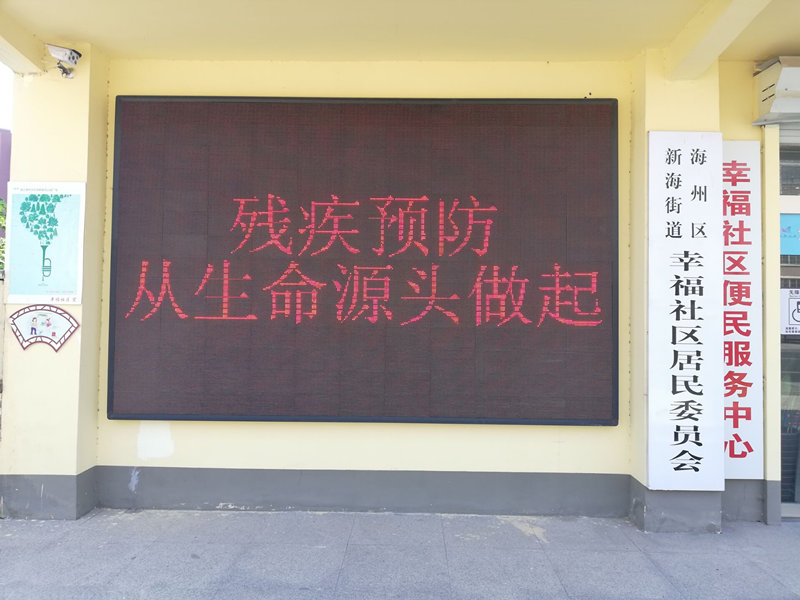 残疾预防
从生命源头做起
海州区
新海街道
幸福社区居民委员会
幸福社区便民服务中心